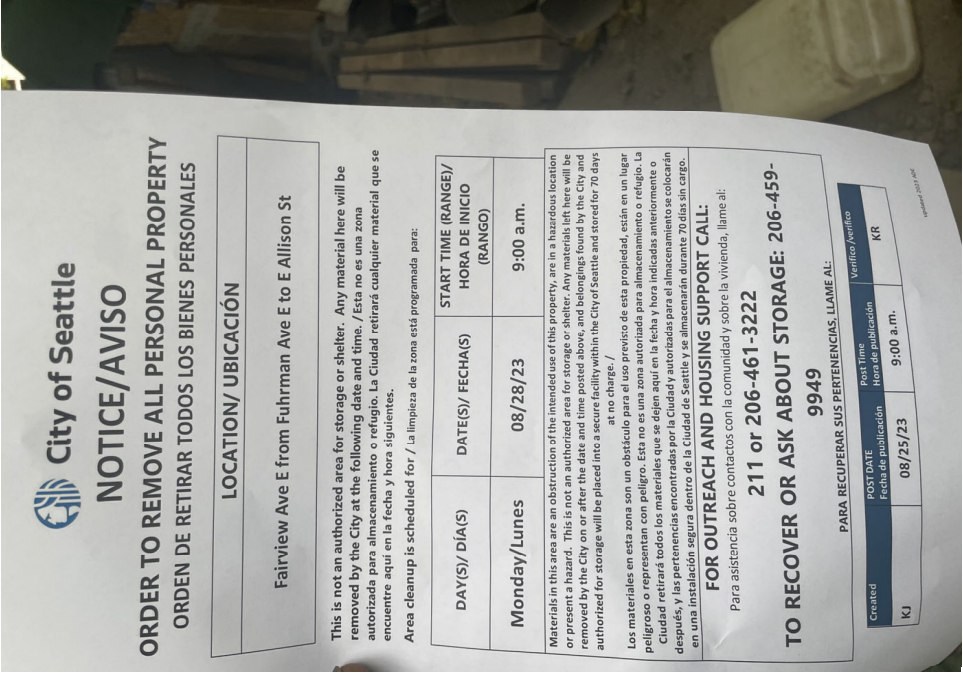 City of Seattle
NOTICE/AVISO
ORDER TO REMOVE ALL PERSONAL PROPERTY
ORDEN DE RETIRAR TODOS LOS BIENES PERSONALES
LOCATION/ UBICACIÓN
Fairview Ave E from Fuhrman Ave E to E Allison St
This is not an authorized area for storage or shelter. Any material here will be
removed by the City at the following date and time. / Esta no es una zona
autorizada para almacenamiento o refugio. La Ciudad retirará cualquier material que se
encuentre aquí en la fecha y hora siguientes.
Area cleanup is scheduled for / La limpieza de la zona está programada para:
DAY(S)/ DÍA(S) DATE(S)/ FECHA(S) START TIME (RANGE)/
HORA DE INICIO
(RANGO)
Monday/Lunes 08/28/23 9:00 a.m.
Materials in this area are an obstruction of the intended use of this property, are in a hazardous location
or present a hazard. This is not an authorized area for storage or shelter. Any materials left here will be
removed by the City on or after the date and time posted above, and belongings found by the City and
authorized for storage will be placed into a secure facility within the City of Seattle and stored for 70 days
at no charge. /
Los materiales en esta zona son un obstáculo para el uso previsto de esta propiedad, están en un lugar
peligroso o representan con peligro. Esta no es una zona autorizada para almacenamiento o refugio. La
Ciudad retirará todos los materiales que se dejen aquí en la fecha y hora indicadas anteriormente o
después, y las pertenencias encontradas por la Ciudad y autorizadas para el almacenamiento se colocarán
en una instalación segura dentro de la Ciudad de Seattle y se almacenarán durante 70 días sin cargo.
FOR OUTREACH AND HOUSING SUPPORT CALL:
Para asistencia sobre contactos con la comunidad y sobre la vivienda, llame al:
211 or 206-461-3222
TO RECOVER OR ASK ABOUT STORAGE: 206-459-
9949
PARA RECUPERAR SUS PERTENENCIAS, LLAME AL:
Created POST DATE Post Time Verifito /verifico
Fecha de publicación Hora de publicación
KJ 08/25/23 9:00 a.m. KR
updated 2023